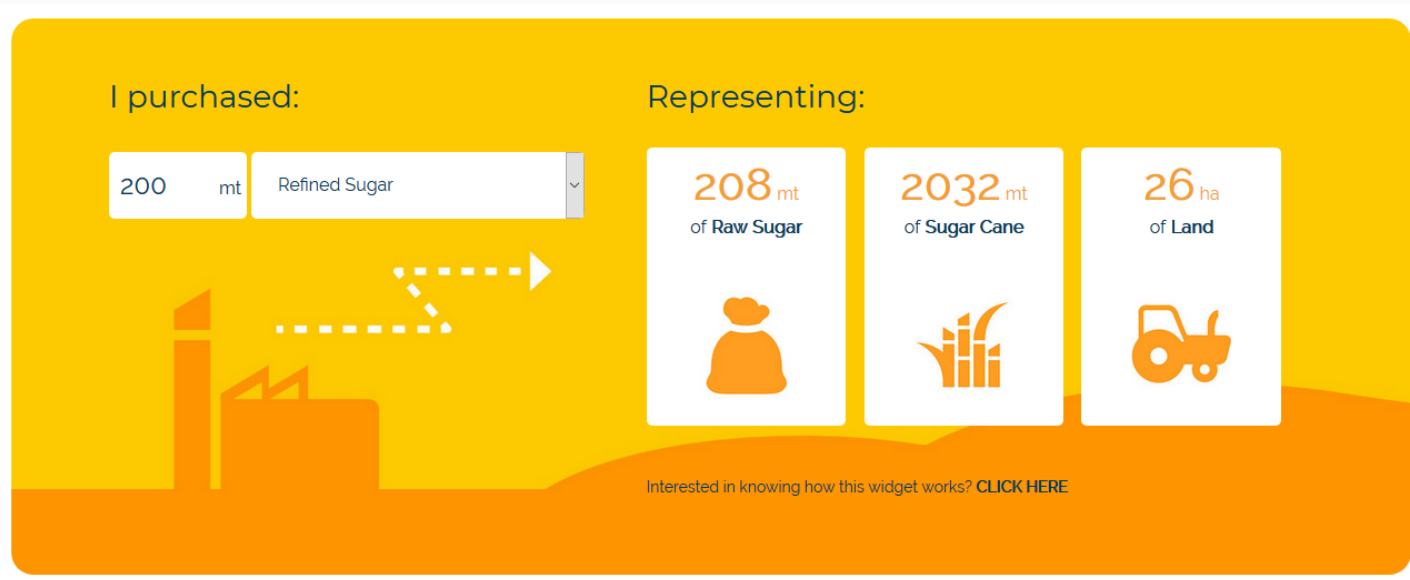 I purchased:
200 mt Refined Sugar
Representing:
208 mt
of Raw Sugar
2032 mt
of Sugar Cane
26 ha
of Land
Interested in knowing how this widget works? CLICK HERE